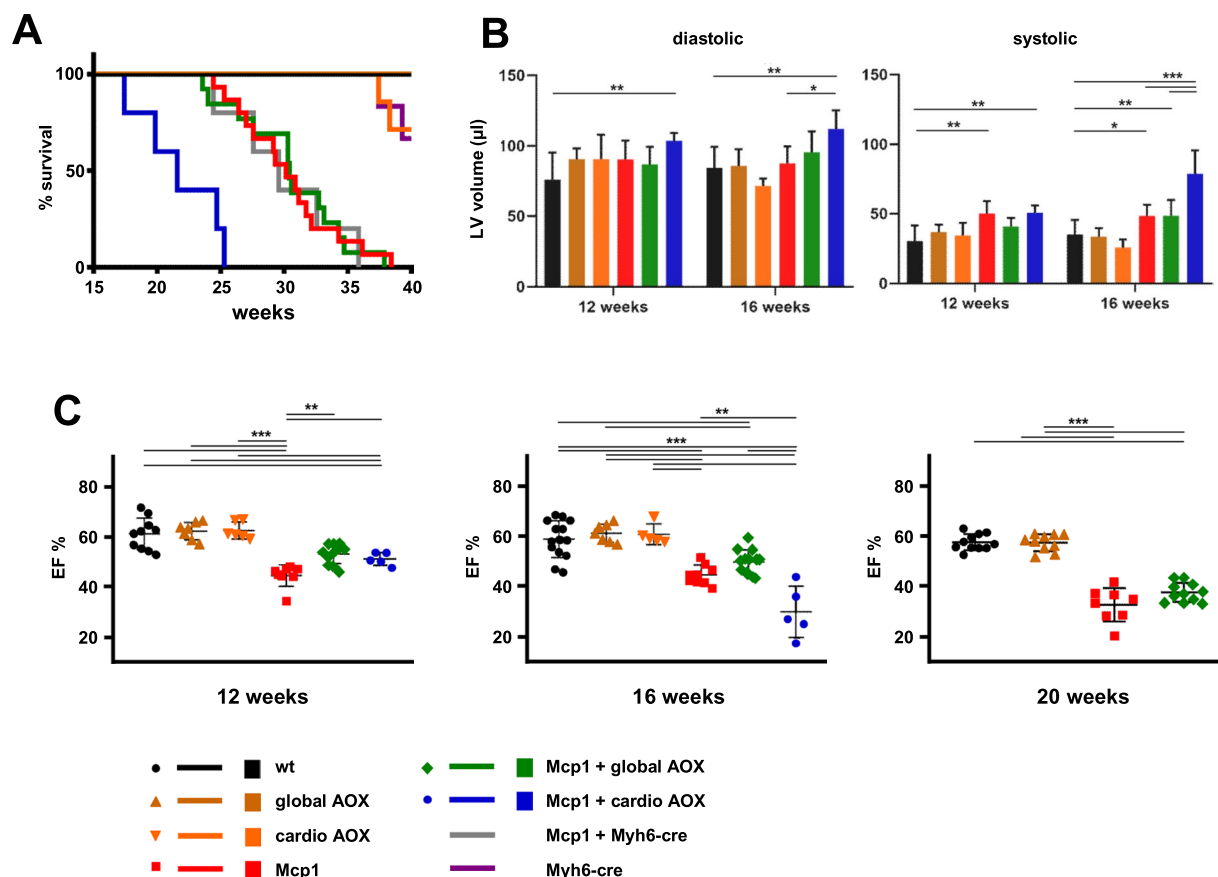 A
% survival
100
50
0
15 20 25 30 35 40
weeks
B
diastolic
systolic
LV volume (µl)
150
100
50
0
**
**
*
12 weeks
16 weeks
150
100
50
0
**
**
***
**
*
12 weeks
16 weeks
C
EF %
80
60
40
20
**
***
12 weeks
EF %
80
60
40
20
**
***
16 weeks
EF %
80
60
40
20
***
20 weeks
wt
global AOX
cardio AOX
Mcp1
Mcp1 + global AOX
Mcp1 + cardio AOX
Mcp1 + Myh6-cre
Myh6-cre